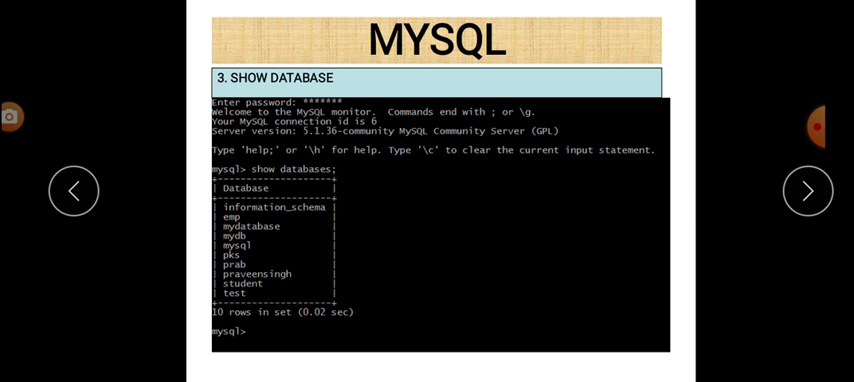 MYSQL
3. SHOW DATABASE
Enter password: *******
Welcome to the MySQL monitor.  Commands end with ; or \g.
Your MySQL connection id is 6
Server version: 5.1.36-community MySQL Community Server (GPL)
Type 'help;' or '\h' for help. Type '\c' to clear the current input statement.
mysql> show databases;
+--------------------+
| Database           |
+--------------------+
| information_schema |
| emp                |
| mydatabase         |
| mydb               |
| mysql              |
| pks                |
| prab               |
| praveensingh       |
| student            |
| test               |
+--------------------+
10 rows in set (0.02 sec)
mysql>